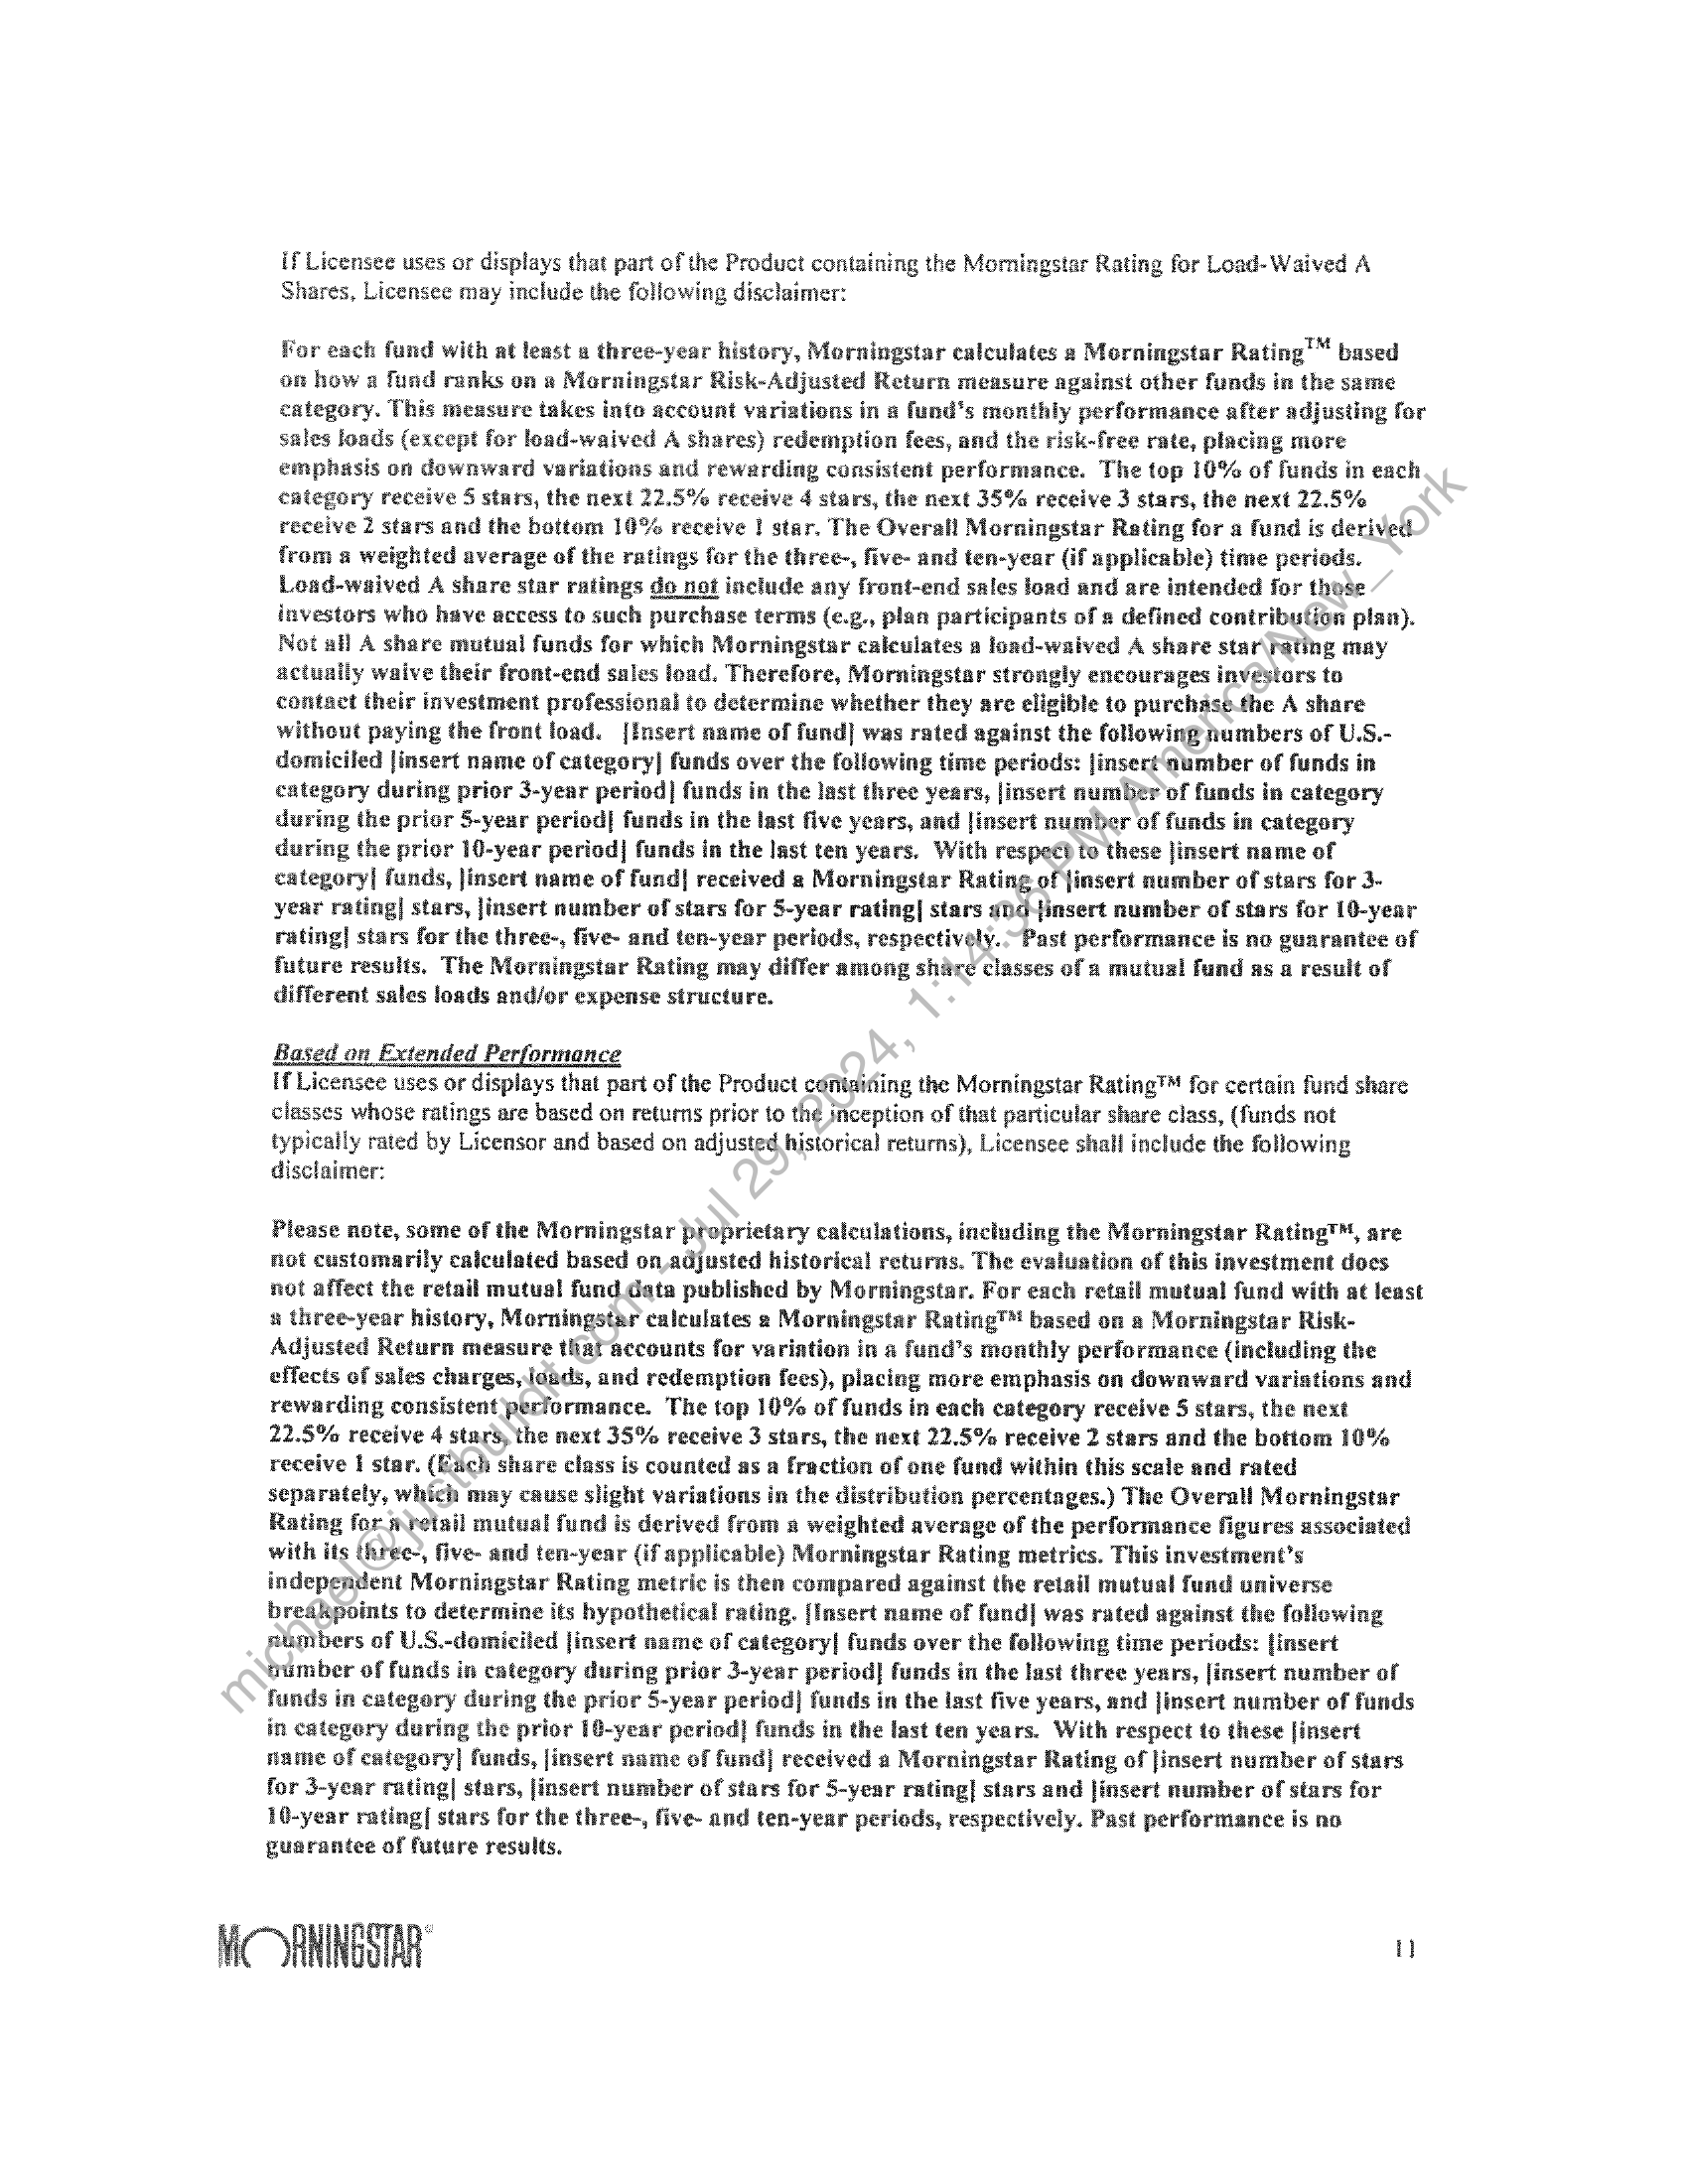 If Licensee uses or displays that part of the Product containing the Morningstar Rating for Load-Waived A
Shares, Licensee may include the following disclaimer:
For each fund with at least a three-year history, Morningstar calculates a Morningstar Rating™ based
on how a fund ranks on a Morningstar Risk-Adjusted Return measure against other funds in the same
category. This measure takes into account variations in a fund's monthly performance after adjusting for
sales loads (except for load-waived A shares) redemption fees, and the risk-free rate, placing more
emphasis on downward variations and rewarding consistent performance. The top 10% of funds in each
category receive 5 stars, the next 22.5% receive 4 stars, the next 35% receive 3 stars, the next 22.5%
receive 2 stars and the bottom 10% receive 1 star. The Overall Morningstar Rating for a fund is derived
from a weighted average of the ratings for the three-, five- and ten-year (if applicable) time periods.
Load-waived A share star ratings do not include any front-end sales load and are intended for those
investors who have access to such purchase terms (e.g., plan participants of a defined contribution plan).
Not all A share mutual funds for which Morningstar calculates a load-waived A share star rating may
actually waive their front-end sales load. Therefore, Morningstar strongly encourages investors to
contact their investment professional to determine whether they are eligible to purchase the A share
without paying the front load. [Insert name of fund] was rated against the following numbers of U.S.-
domiciled [insert name of category] funds over the following time periods: [insert number of funds in
category during prior 3-year period] funds in the last three years, [insert number of funds in category
during the prior 5-year period] funds in the last five years, and [insert number of funds in category
during the prior 10-year period] funds in the last ten years. With respect to these [insert name of
category] funds, [insert name of fund] received a Morningstar Rating of [insert number of stars for 3-
year rating] stars, [insert number of stars for 5-year rating] stars and [insert number of stars for 10-year
rating] stars for the three-, five- and ten-year periods, respectively. Past performance is no guarantee of
future results. The Morningstar Rating may differ among share classes of a mutual fund as a result of
different sales loads and/or expense structure.
Based on Extended Performance
If Licensee uses or displays that part of the Product containing the Morningstar Rating™ for certain fund share
classes whose ratings are based on returns prior to the inception of that particular share class, (funds not
typically rated by Licensor and based on adjusted historical returns), Licensee shall include the following
disclaimer:
Please note, some of the Morningstar proprietary calculations, including the Morningstar Rating™, are
not customarily calculated based on adjusted historical returns. The evaluation of this investment does
not affect the retail mutual fund data published by Morningstar. For each retail mutual fund with at least
a three-year history, Morningstar calculates a Morningstar Rating™ based on a Morningstar Risk-
Adjusted Return measure that accounts for variation in a fund's monthly performance (including the
effects of sales charges, loads, and redemption fees), placing more emphasis on downward variations and
rewarding consistent performance. The top 10% of funds in each category receive 5 stars, the next
22.5% receive 4 stars, the next 35% receive 3 stars, the next 22.5% receive 2 stars and the bottom 10%
receive 1 star. (Each share class is counted as a fraction of one fund within this scale and rated
separately, which may cause slight variations in the distribution percentages.) The Overall Morningstar
Rating for a retail mutual fund is derived from a weighted average of the performance figures associated
with its three-, five- and ten-year (if applicable) Morningstar Rating metrics. This investment's
independent Morningstar Rating metric is then compared against the retail mutual fund universe
breakpoints to determine its hypothetical rating. [Insert name of fund] was rated against the following
numbers of U.S.-domiciled [insert name of category] funds over the following time periods: [insert
number of funds in category during prior 3-year period] funds in the last three years, [insert number of
funds in category during the prior 5-year period] funds in the last five years, and [insert number of funds
in category during the prior 10-year period] funds in the last ten years. With respect to these [insert
name of category] funds, [insert name of fund] received a Morningstar Rating of [insert number of stars
for 3-year rating] stars, [insert number of stars for 5-year rating] stars and [insert number of stars for
10-year rating] stars for the three-, five- and ten-year periods, respectively. Past performance is no
guarantee of future results.
MORNINGSTAR®
11
michael@justbuildit.com - Jul 29, 2024, 1:14:36 PM America/New_York